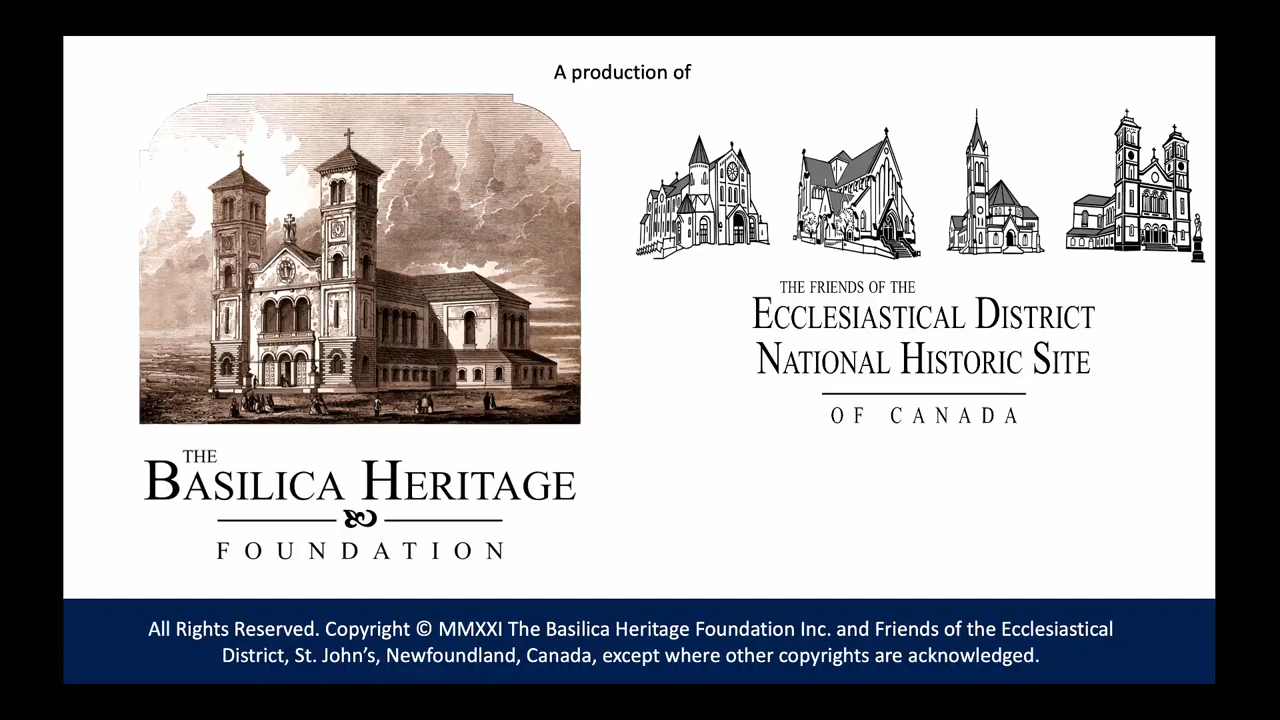 A production of
THE
BASILICA HERITAGE
FOUNDATION
THE FRIENDS OF THE
ECCLESIASTICAL DISTRICT
NATIONAL HISTORIC SITE
OF CANADA
All Rights Reserved. Copyright © MMXXI The Basilica Heritage Foundation Inc. and Friends of the Ecclesiastical
District, St. John’s, Newfoundland, Canada, except where other copyrights are acknowledged.